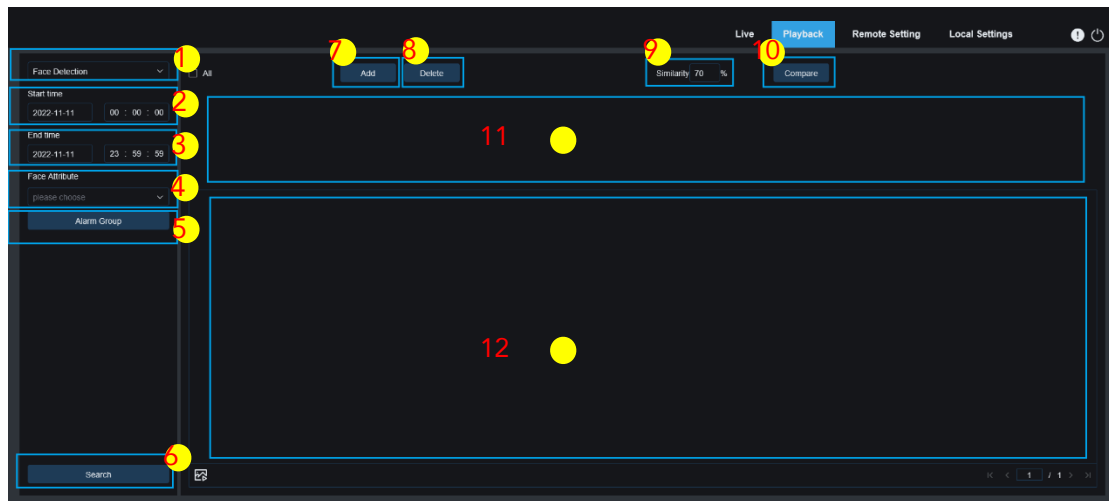 Live Playback Remote Setting Local Settings
1 7 8 9 10
Face Detection All Add Delete Similarity 70 % Compare
Start time
2022-11-11 00 : 00 : 00 2
End time
2022-11-11 23 : 59 : 59 3
11
Face Attribute
please choose 4
Alarm Group 5
12
6
Search
1 / 1